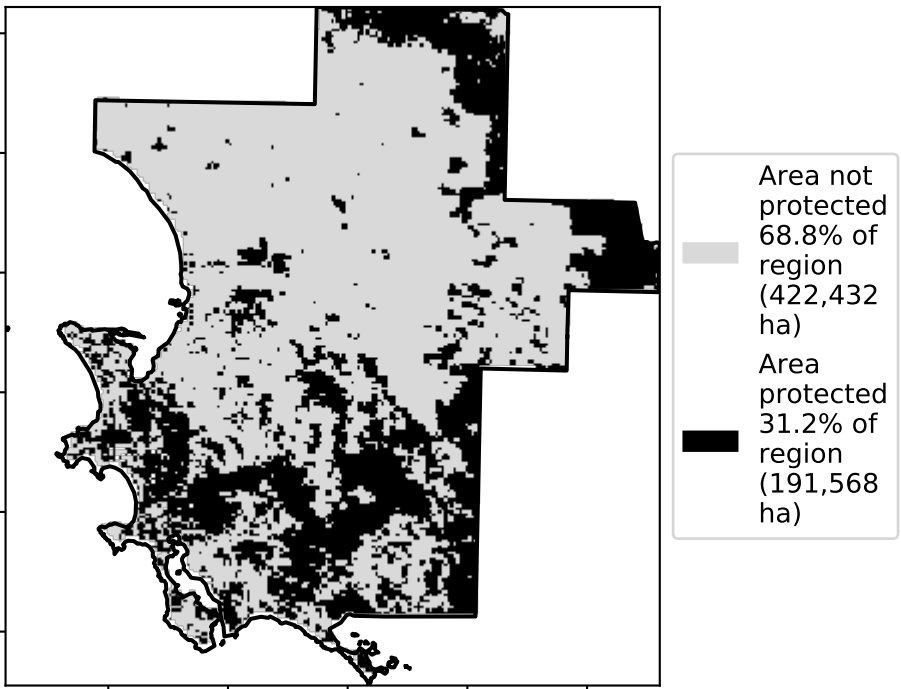 Area not
protected
68.8% of
region
(422,432
ha)
Area
protected
31.2% of
region
(191,568
ha)